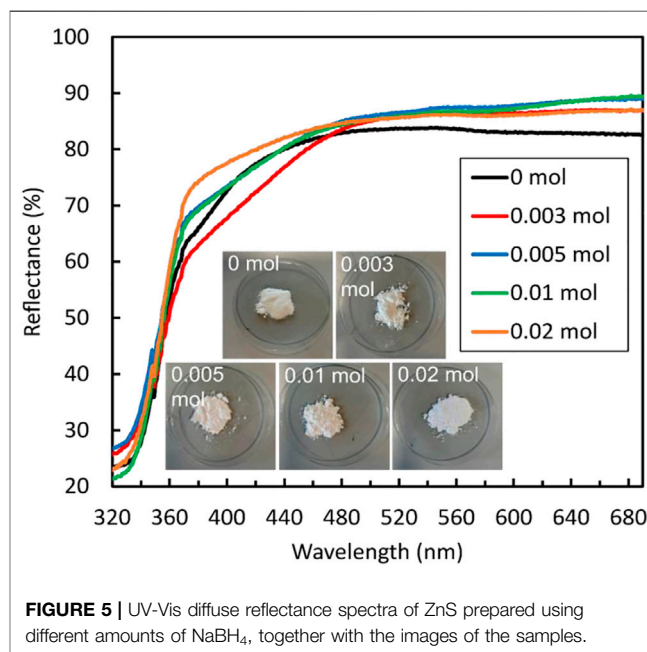 100
90
80
70
60
50
40
30
20
Reflectance (%)
0 mol
0.003 mol
0.005 mol
0.01 mol
0.02 mol
0 mol
0.003
mol
0.005
mol
0.01 mol
0.02 mol
320 360 400 440 480 520 560 600 640 680
Wavelength (nm)
FIGURE 5 | UV-Vis diffuse reflectance spectra of ZnS prepared using
different amounts of NaBH₄, together with the images of the samples.